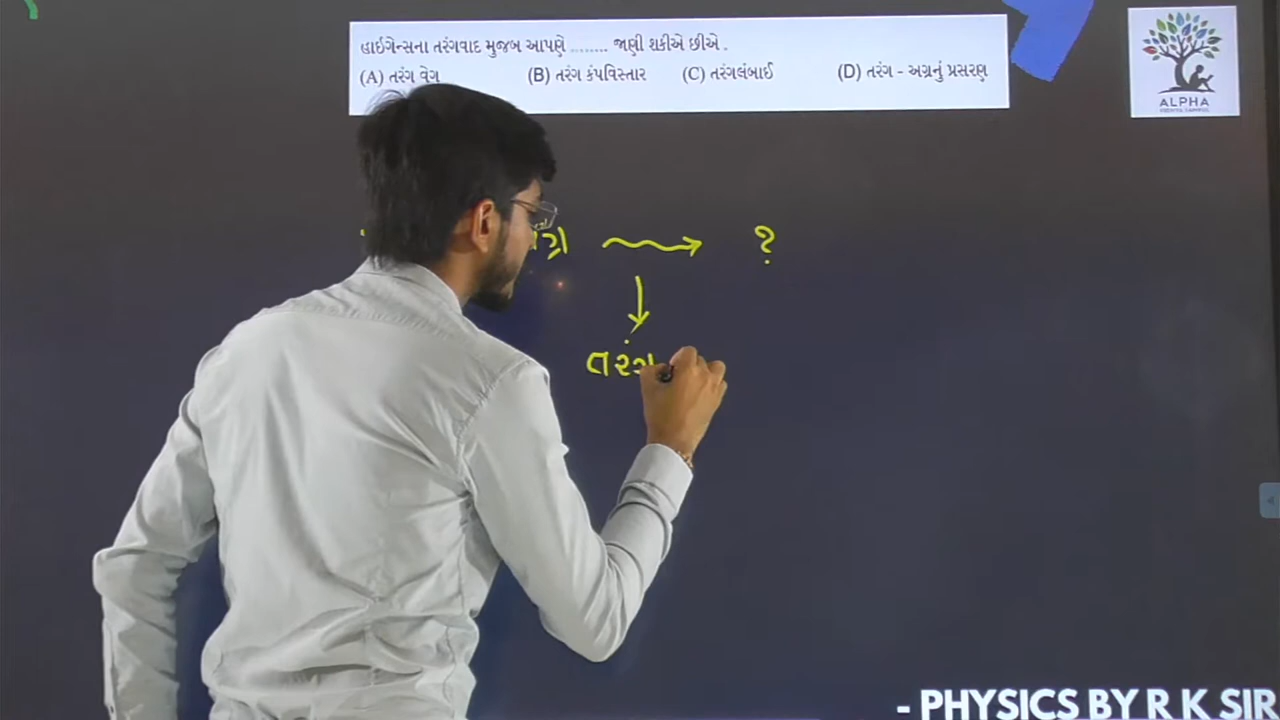 હાઈગેન્સના તરંગવાદ મુજબ આપણે ........ જાણી શકીએ છીએ .
(A) તરંગ વેગ (B) તરંગ કંપવિસ્તાર (C) તરંગલંબાઈ (D) તરંગ - અગ્રનું પ્રસરણ
ALPHA
?
- PHYSICS BY R K SIR